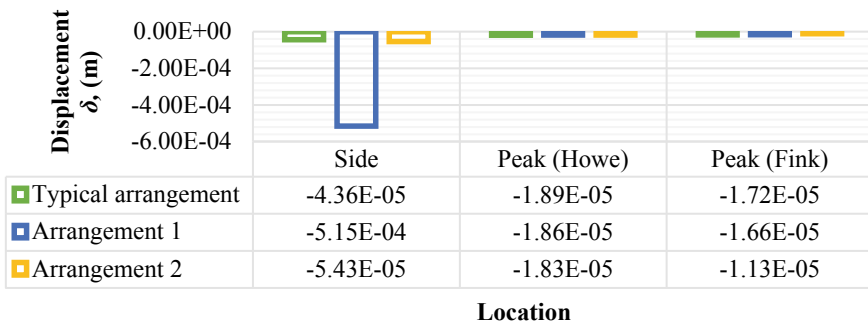 Displacement
δ, (m)
0.00E+00
-2.00E-04
-4.00E-04
-6.00E-04
Side Peak (Howe) Peak (Fink)
Typical arrangement -4.36E-05 -1.89E-05 -1.72E-05
Arrangement 1 -5.15E-04 -1.86E-05 -1.66E-05
Arrangement 2 -5.43E-05 -1.83E-05 -1.13E-05
Location